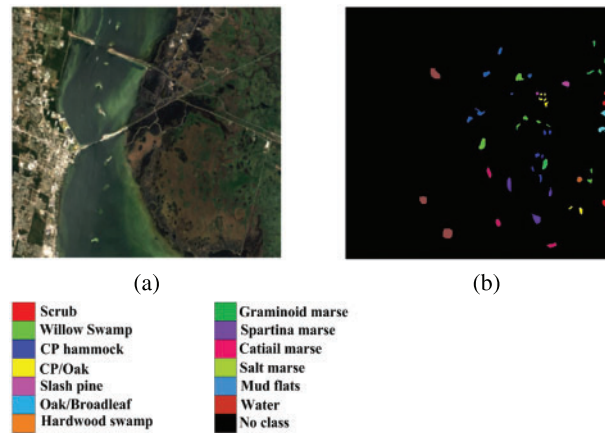 (a)
(b)
Scrub
Willow Swamp
CP hammock
CP/Oak
Slash pine
Oak/Broadleaf
Hardwood swamp
Graminoid marse
Spartina marse
Catiail marse
Salt marse
Mud flats
Water
No class